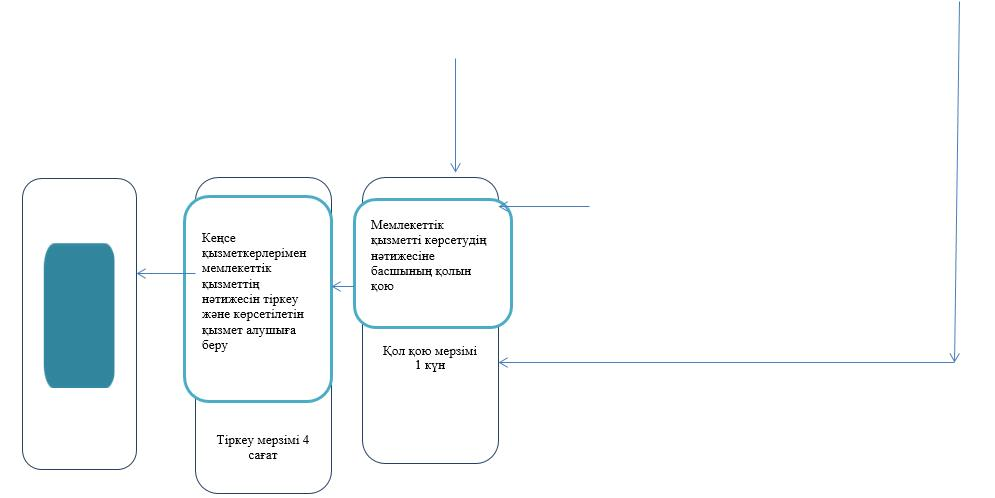 Кеңсе
қызметкерлерімен
мемлекеттік
қызметтің
нәтижесін тіркеу
және көрсетілетін
қызмет алушыға
беру
Тіркеу мерзімі 4
сағат
Мемлекеттік
қызметті көрсетудің
нәтижесіне
басшының қолын
қою
Қол қою мерзімі
1 күн